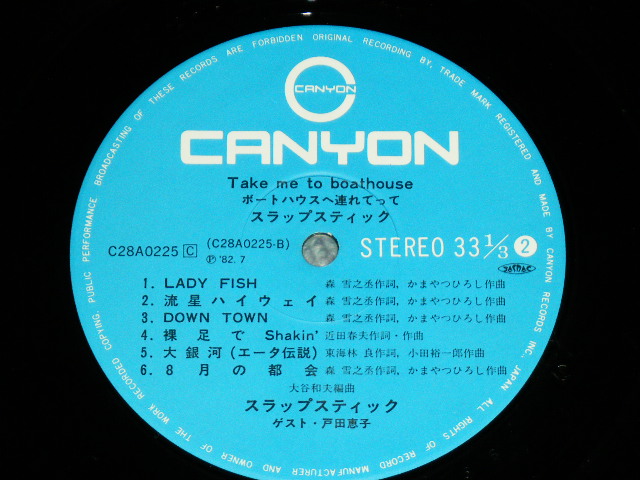 BROADCASTING OF THESE RECORDS ARE FORBIDDEN ORIGINAL RECORDING BY, TRADE MARK REGISTERED AND MADE BY CANYON RECORDS INC, JAPAN ALL RIGHTS OF RECORD MANUFACTURER AND OWNER OF THE WORK RECORDED COPYING, PUBLIC PERFORMANCE
CANYON
CANYON
Take me to boathouse
ボートハウスへ連れてって
スラップスティック
C28A0225 C (C28A0225-B)
℗ '82. 7
STEREO 33 1/3 2
JASRAC
1. LADY FISH 森 雪之丞作詞, かまやつひろし作曲
2. 流星ハイウェイ 森 雪之丞作詞, かまやつひろし作曲
3. DOWN TOWN 森 雪之丞作詞, かまやつひろし作曲
4. 裸足で Shakin' 近田春夫作詞・作曲
5. 大銀河(エータ伝説) 東海林 良作詞, 小田裕一郎作曲
6. 8月の都会 森 雪之丞作詞, かまやつひろし作曲
大谷和夫編曲
スラップスティック
ゲスト・戸田恵子